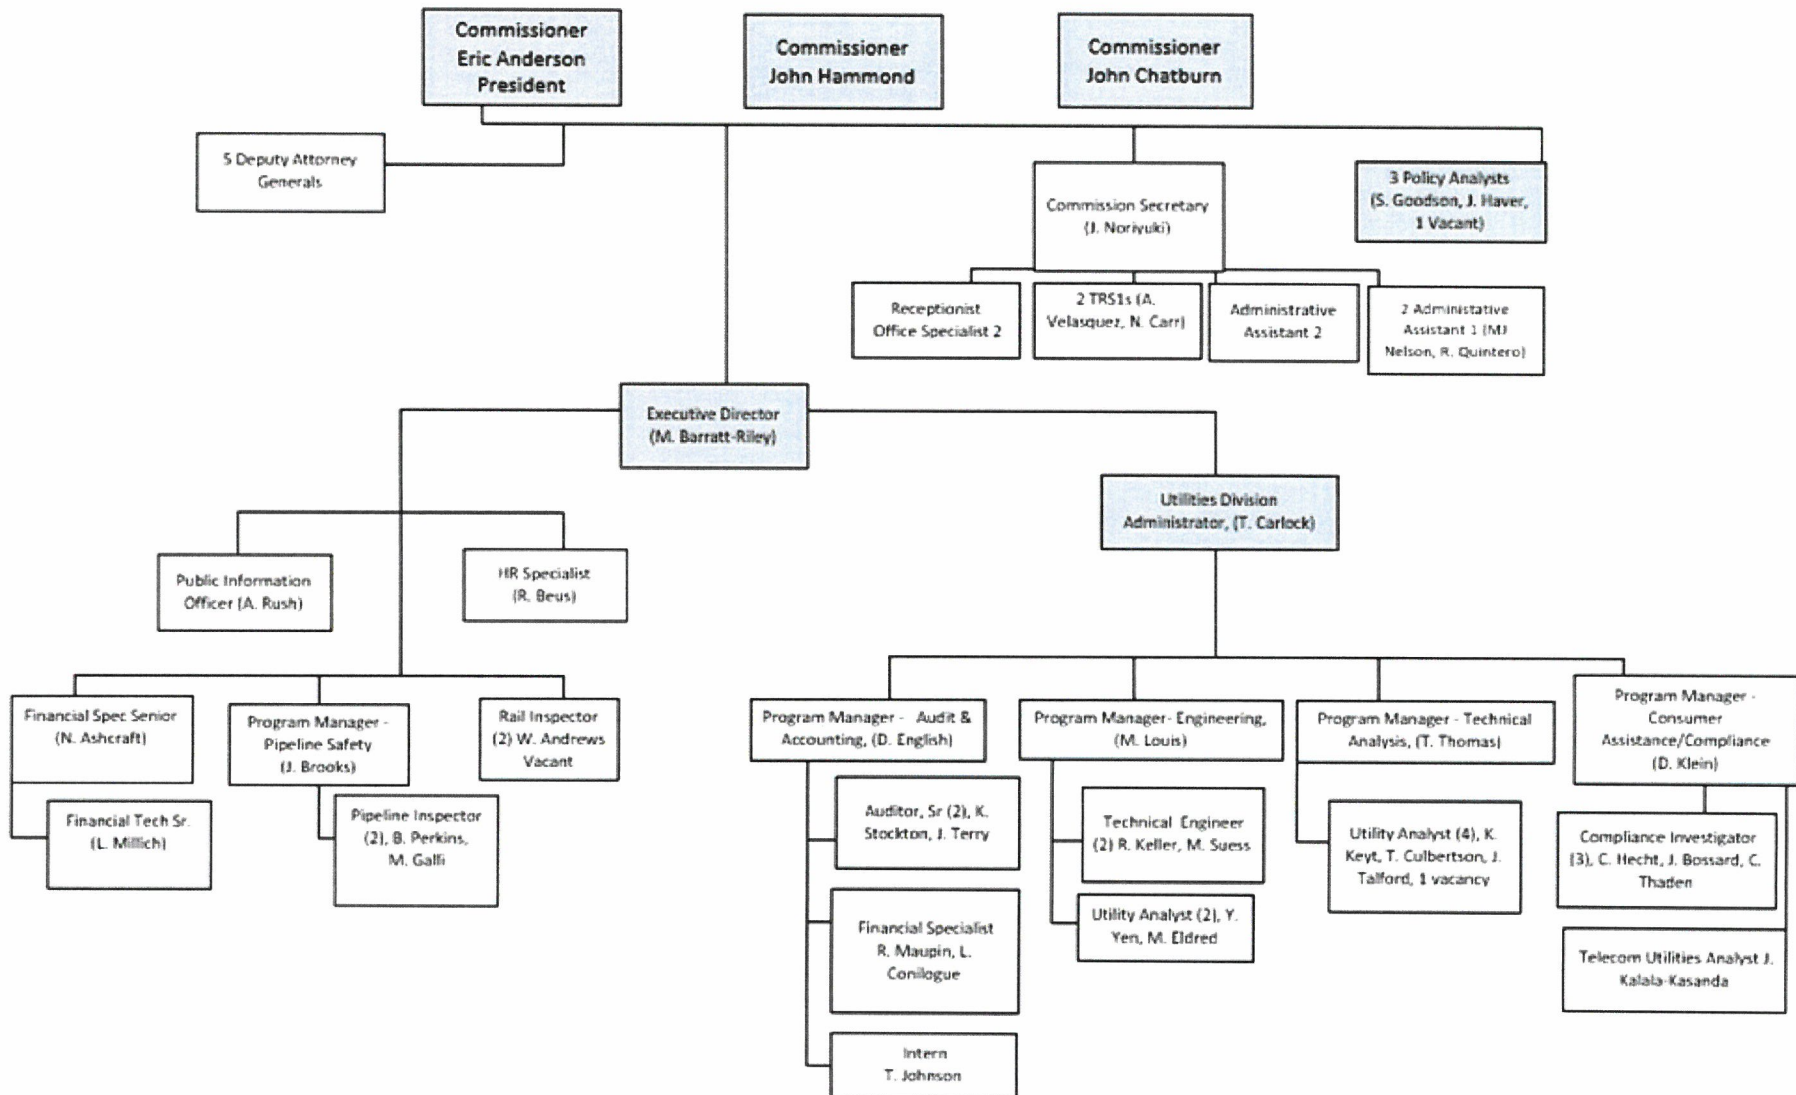 Commissioner
Eric Anderson
President
Commissioner
John Hammond
Commissioner
John Chatburn
5 Deputy Attorney
Generals
Commission Secretary
(J. Noriyuki)
3 Policy Analysts
(S. Goodson, J. Haver,
1 Vacant)
Receptionist
Office Specialist 2
2 TRS1s (A.
Velasquez, N. Carr)
Administrative
Assistant 2
2 Administative
Assistant 1 (MJ
Nelson, R. Quintero)
Executive Director
(M. Barratt-Riley)
Utilities Division
Administrator, (T. Carlock)
Public Information
Officer (A. Rush)
HR Specialist
(R. Beus)
Financial Spec Senior
(N. Ashcraft)
Program Manager -
Pipeline Safety
(J. Brooks)
Rail Inspector
(2) W. Andrews
Vacant
Financial Tech Sr.
(L. Millich)
Pipeline Inspector
(2), B. Perkins,
M. Galli
Program Manager - Audit &
Accounting, (D. English)
Program Manager- Engineering,
(M. Louis)
Program Manager - Technical
Analysis, (T. Thomas)
Program Manager -
Consumer
Assistance/Compliance
(D. Klein)
Auditor, Sr (2), K.
Stockton, J. Terry
Financial Specialist
R. Maupin, L.
Conilogue
Intern
T. Johnson
Technical Engineer
(2) R. Keller, M. Suess
Utility Analyst (2), Y.
Yen, M. Eldred
Utility Analyst (4), K.
Keyt, T. Culbertson, J.
Talford, 1 vacancy
Compliance Investigator
(3), C. Hecht, J. Bossard, C.
Thaden
Telecom Utilities Analyst J.
Kalala-Kasanda